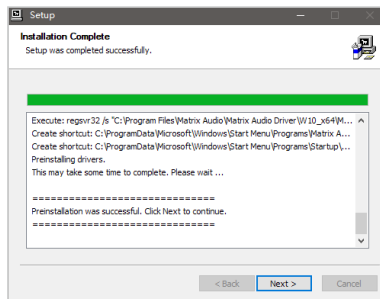 Setup
Installation Complete
Setup was completed successfully.
Execute: regsvr32 /s "C:\Program Files\Matrix Audio\Matrix Audio Driver\W10_x64\M...
Create shortcut: C:\ProgramData\Microsoft\Windows\Start Menu\Programs\Matrix A...
Create shortcut: C:\ProgramData\Microsoft\Windows\Start Menu\Programs\Startup\,...
Preinstalling drivers.
This may take some time to complete. Please wait ...
==============================
Preinstallation was successful. Click Next to continue.
==============================
< Back Next > Cancel